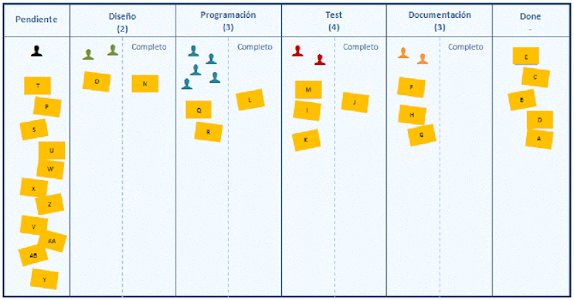 Pendiente
Diseño
(2)
Programación
(3)
Test
(4)
Documentación
(3)
Done
-
Completo
Completo
Completo
Completo
T
P
S
U
W
X
Z
V
AA
AB
Y
O
N
Q
R
L
M
I
K
J
F
H
G
E
C
B
D
A